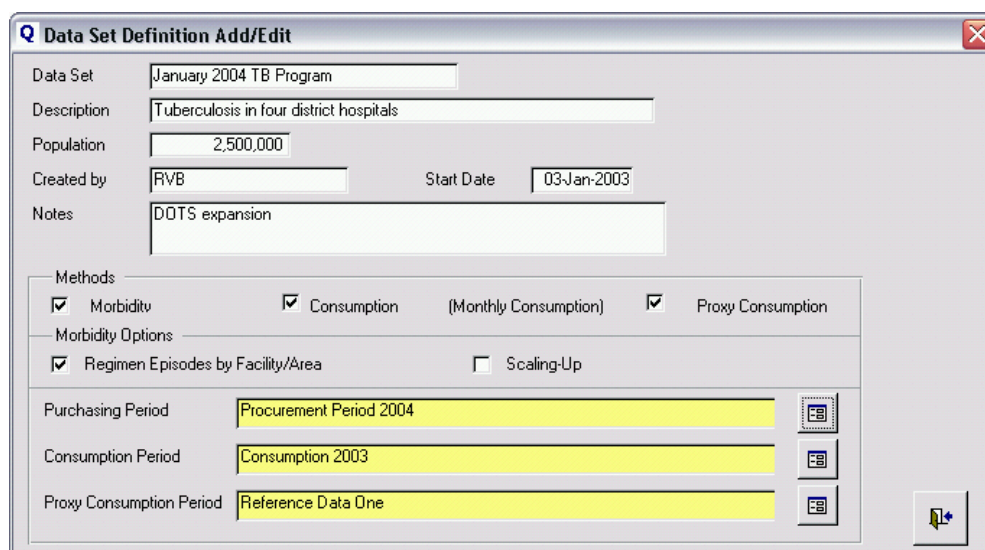 Q Data Set Definition Add/Edit
Data Set January 2004 TB Program
Description Tuberculosis in four district hospitals
Population 2,500,000
Created by RVB Start Date 03-Jan-2003
Notes DOTS expansion
Methods
Morbidity Consumption (Monthly Consumption) Proxy Consumption
Morbidity Options
Regimen Episodes by Facility/Area Scaling-Up
Purchasing Period Procurement Period 2004
Consumption Period Consumption 2003
Proxy Consumption Period Reference Data One